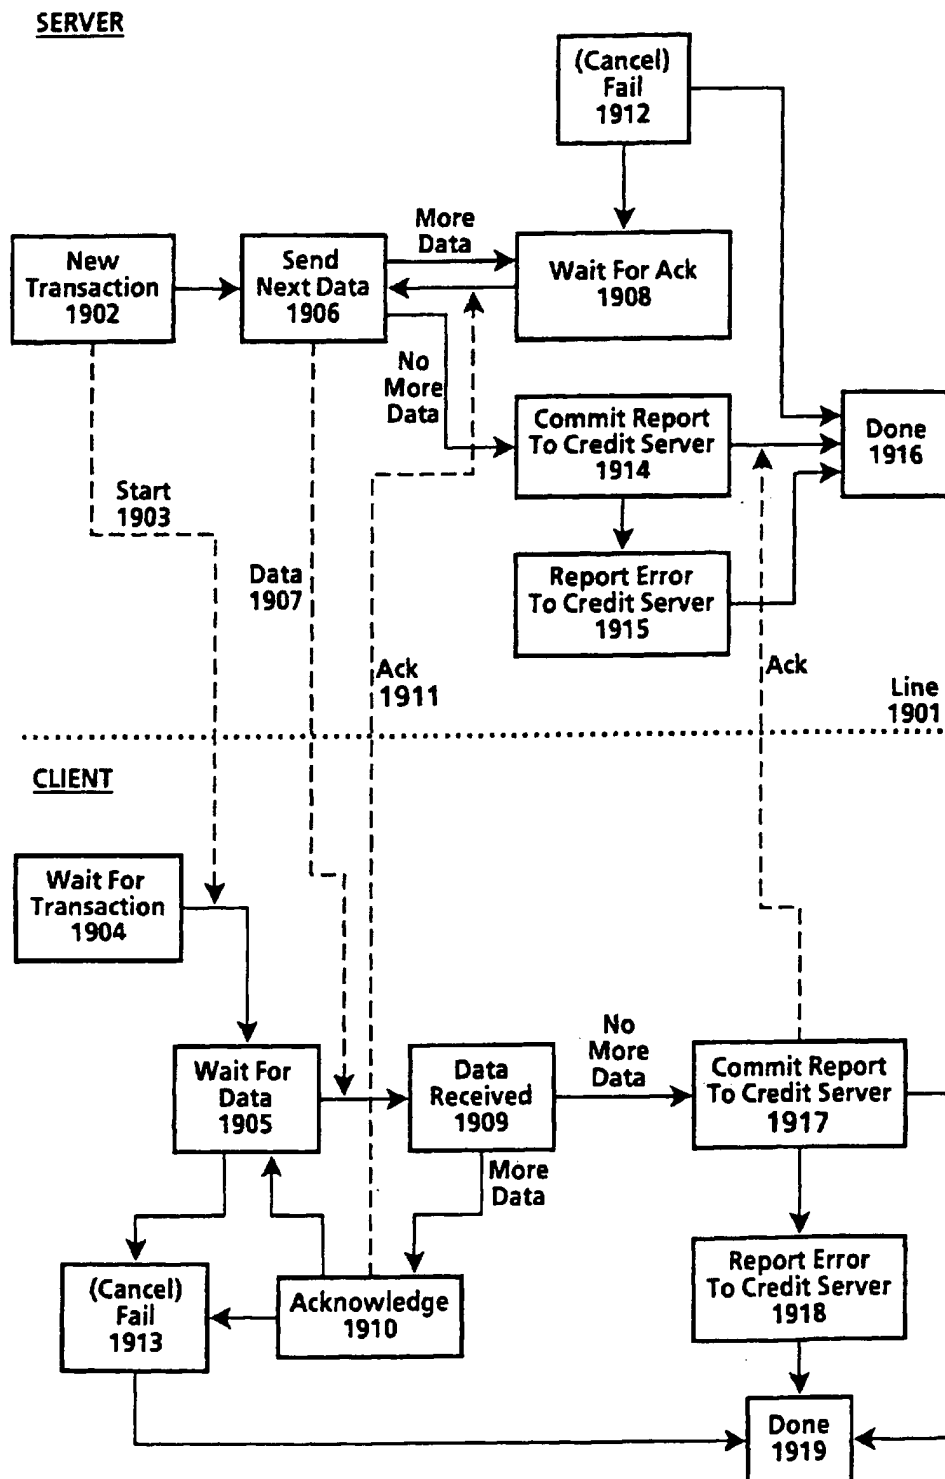 SERVER
(Cancel)
Fail
1912
More
Data
New
Transaction
1902
Send
Next Data
1906
Wait For Ack
1908
No
More
Data
Commit Report
To Credit Server
1914
Done
1916
Start
1903
Data
1907
Report Error
To Credit Server
1915
Ack
1911
Ack
Line
1901
CLIENT
Wait For
Transaction
1904
Wait For
Data
1905
Data
Received
1909
No
More
Data
Commit Report
To Credit Server
1917
More
Data
(Cancel)
Fail
1913
Acknowledge
1910
Report Error
To Credit Server
1918
Done
1919